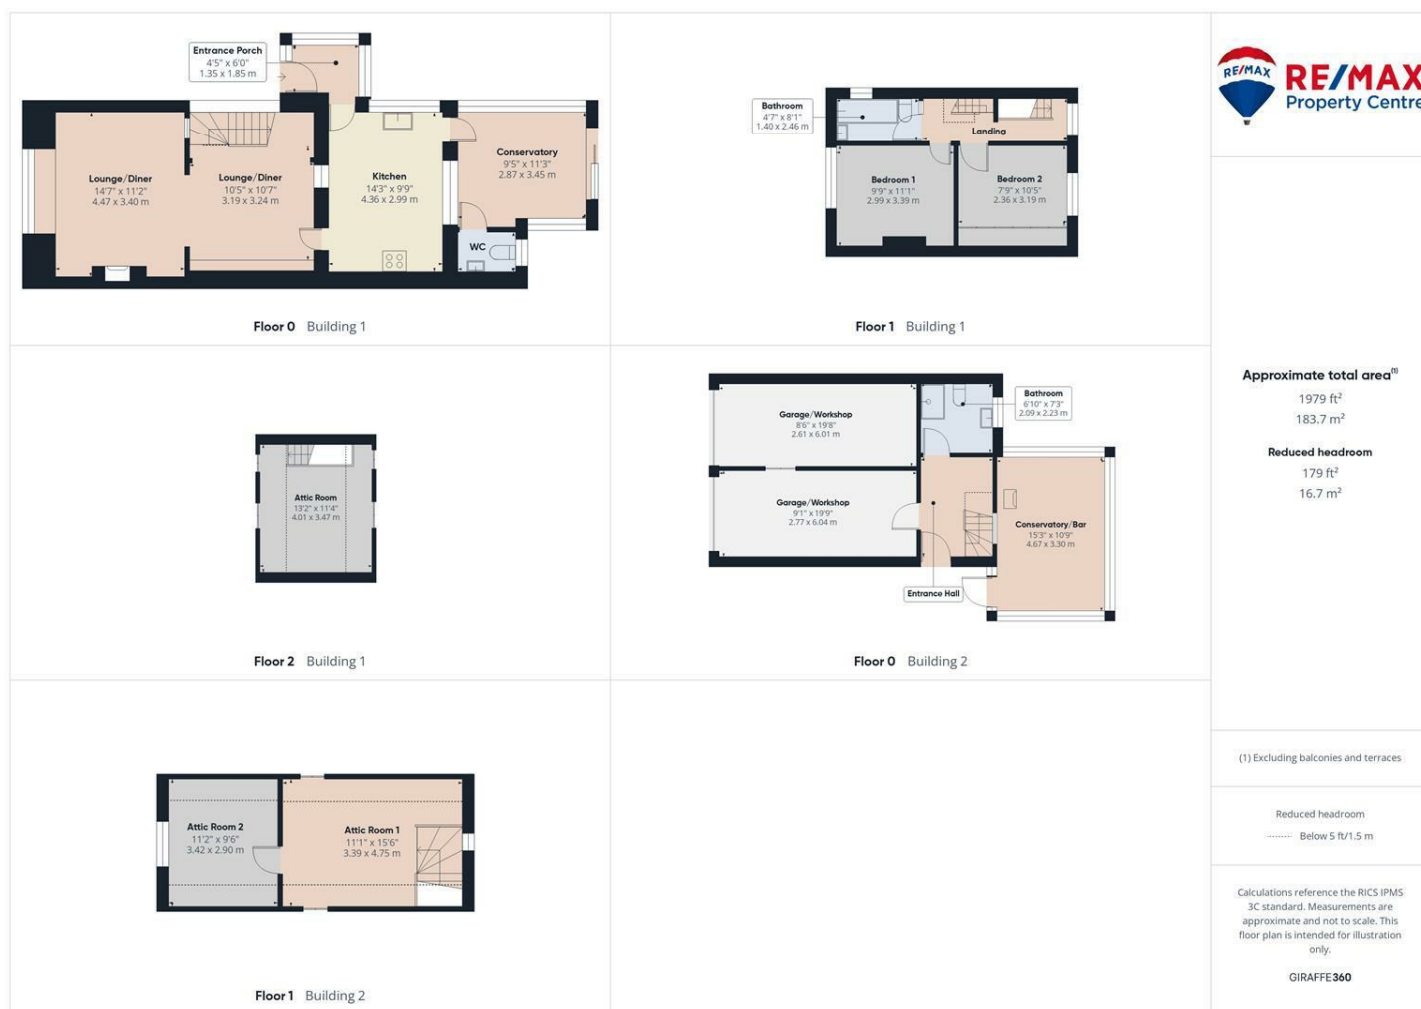 Entrance Porch
4'5" x 6'0"
1.35 x 1.85 m
Lounge/Diner
14'7" x 11'2"
4.47 x 3.40 m
Lounge/Diner
10'5" x 10'7"
3.19 x 3.24 m
Kitchen
14'3" x 9'9"
4.36 x 2.99 m
Conservatory
9'5" x 11'3"
2.87 x 3.45 m
WC
Floor 0 Building 1
Bathroom
4'7" x 8'1"
1.40 x 2.46 m
Landing
Bedroom 1
9'9" x 11'1"
2.99 x 3.39 m
Bedroom 2
7'9" x 10'5"
2.36 x 3.19 m
Floor 1 Building 1
Attic Room
13'2" x 11'4"
4.01 x 3.47 m
Floor 2 Building 1
Garage/Workshop
8'6" x 19'8"
2.61 x 6.01 m
Bathroom
6'10" x 7'3"
2.09 x 2.23 m
Garage/Workshop
9'1" x 19'9"
2.77 x 6.04 m
Conservatory/Bar
15'3" x 10'9"
4.67 x 3.30 m
Entrance Hall
Floor 0 Building 2
Attic Room 2
11'2" x 9'6"
3.42 x 2.90 m
Attic Room 1
11'1" x 15'6"
3.39 x 4.75 m
Floor 1 Building 2
RE/MAX
RE/MAX
Property Centre
Approximate total area(1)
1979 ft²
183.7 m²
Reduced headroom
179 ft²
16.7 m²
(1) Excluding balconies and terraces
Reduced headroom
Below 5 ft/1.5 m
Calculations reference the RICS IPMS
3C standard. Measurements are
approximate and not to scale. This
floor plan is intended for illustration
only.
GIRAFFE360